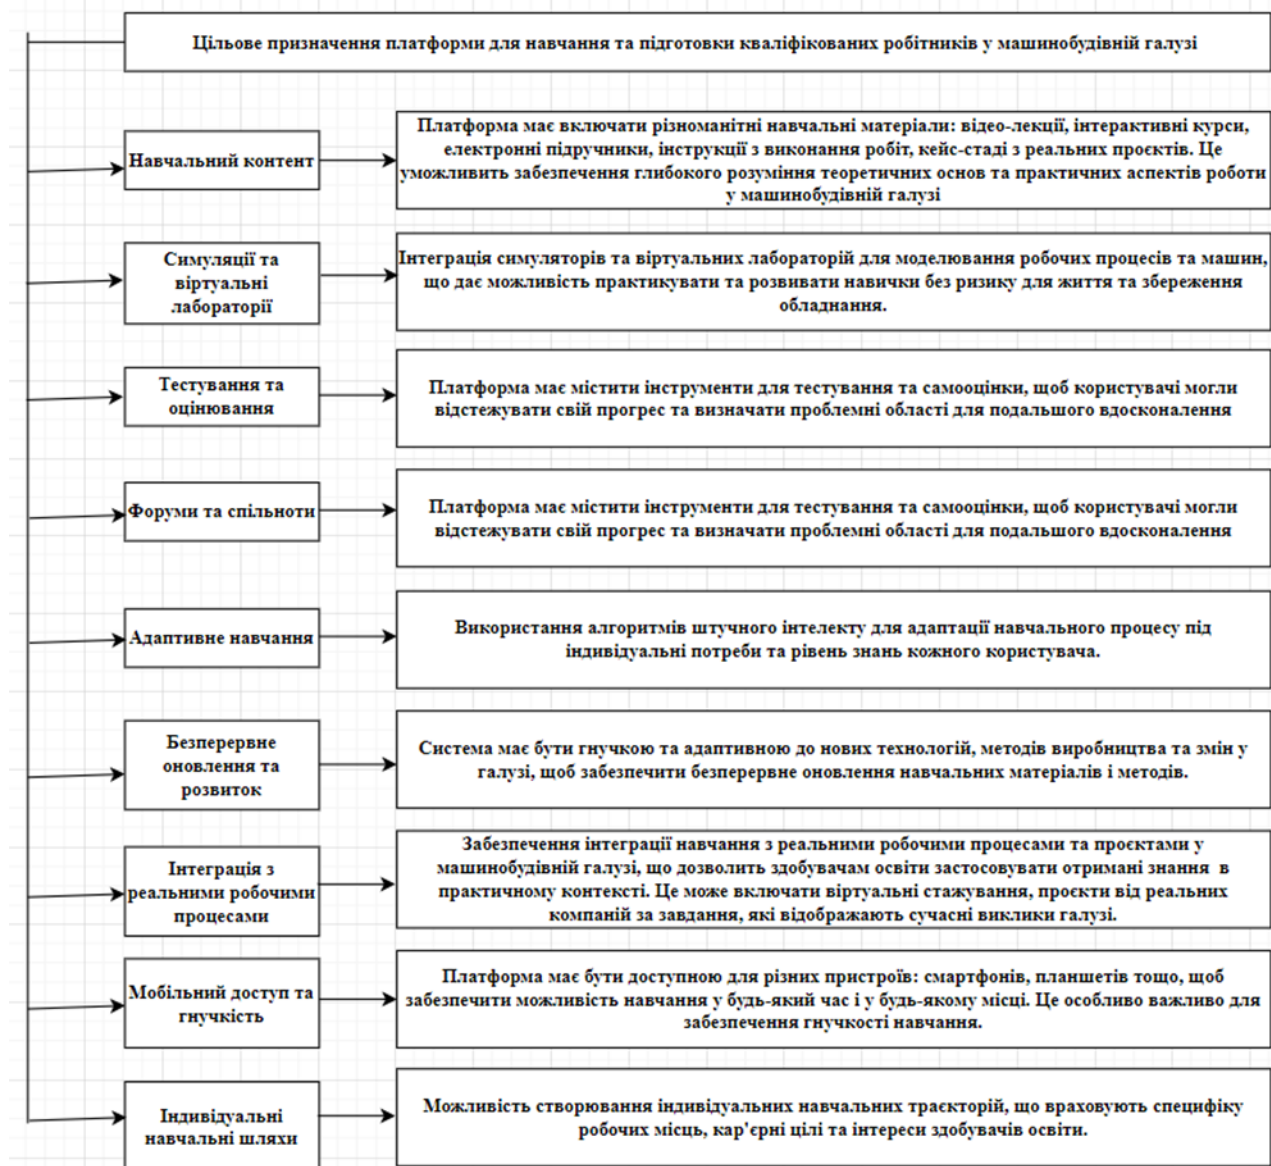 Цільове призначення платформи для навчання та підготовки кваліфікованих робітників у машинобудівній галузі
Навчальний контент
Платформа має включати різноманітні навчальні матеріали: відео-лекції, інтерактивні курси,
електронні підручники, інструкції з виконання робіт, кейс-стаді з реальних проєктів. Це
уможливить забезпечення глибокого розуміння теоретичних основ та практичних аспектів роботи
у машинобудівній галузі
Симуляції та
віртуальні
лабораторії
Інтеграція симуляторів та віртуальних лабораторій для моделювання робочих процесів та машин,
що дає можливість практикувати та розвивати навички без ризику для життя та збереження
обладнання.
Тестування та
оцінювання
Платформа має містити інструменти для тестування та самооцінки, щоб користувачі могли
відстежувати свій прогрес та визначати проблемні області для подальшого вдосконалення
Форуми та спільноти
Платформа має містити інструменти для тестування та самооцінки, щоб користувачі могли
відстежувати свій прогрес та визначати проблемні області для подальшого вдосконалення
Адаптивне навчання
Використання алгоритмів штучного інтелекту для адаптації навчального процесу під
індивідуальні потреби та рівень знань кожного користувача.
Безперервне
оновлення та
розвиток
Система має бути гнучкою та адаптивною до нових технологій, методів виробництва та змін у
галузі, щоб забезпечити безперервне оновлення навчальних матеріалів і методів.
Інтеграція з
реальними робочими
процесами
Забезпечення інтеграції навчання з реальними робочими процесами та проєктами у
машинобудівній галузі, що дозволить здобувачам освіти застосовувати отримані знання в
практичному контексті. Це може включати віртуальні стажування, проєкти від реальних
компаній за завдання, які відображають сучасні виклики галузі.
Мобільний доступ та
гнучкість
Платформа має бути доступною для різних пристроїв: смартфонів, планшетів тощо, щоб
забезпечити можливість навчання у будь-який час і у будь-якому місці. Це особливо важливо для
забезпечення гнучкості навчання.
Індивідуальні
навчальні шляхи
Можливість створювання індивідуальних навчальних траєкторій, що враховують специфіку
робочих місць, кар'єрні цілі та інтереси здобувачів освіти.